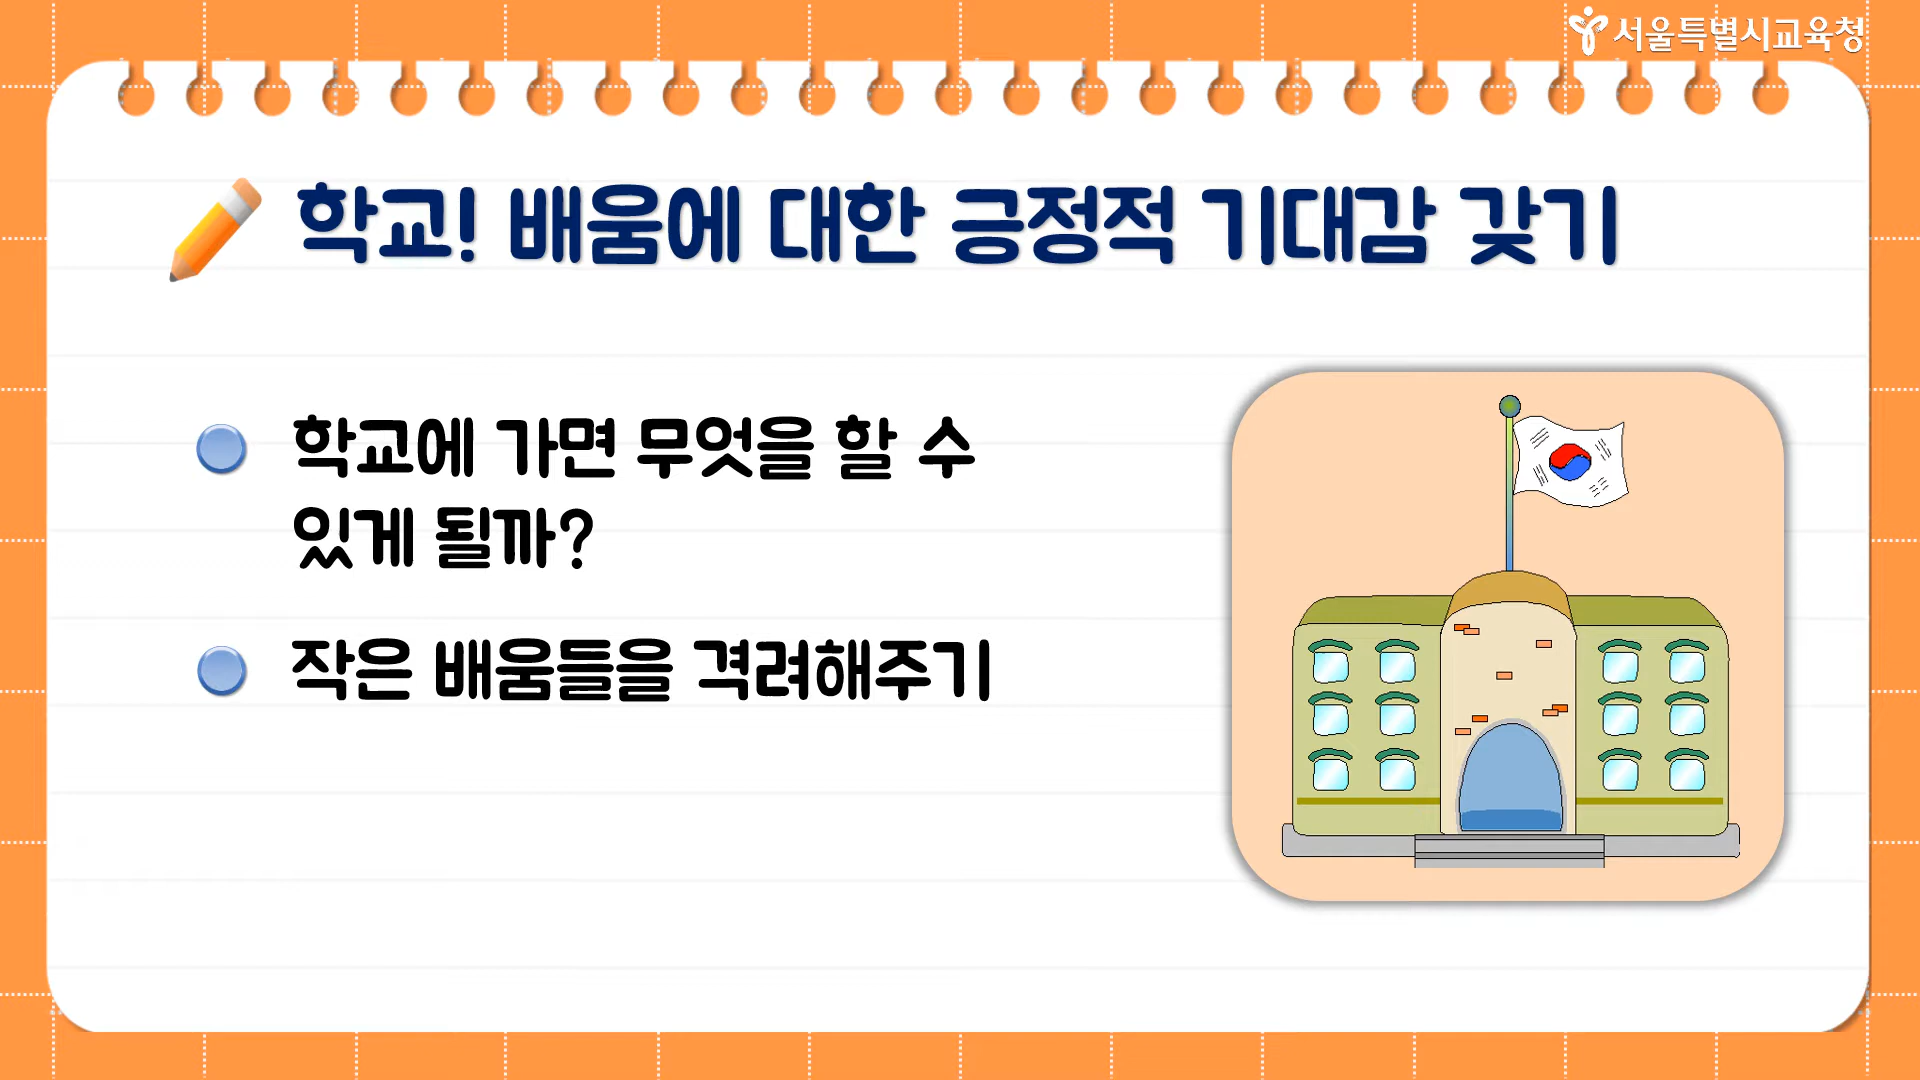 서울특별시교육청
학교! 배움에 대한 긍정적 기대감 갖기
학교에 가면 무엇을 할 수
있게 될까?
작은 배움들을 격려해주기